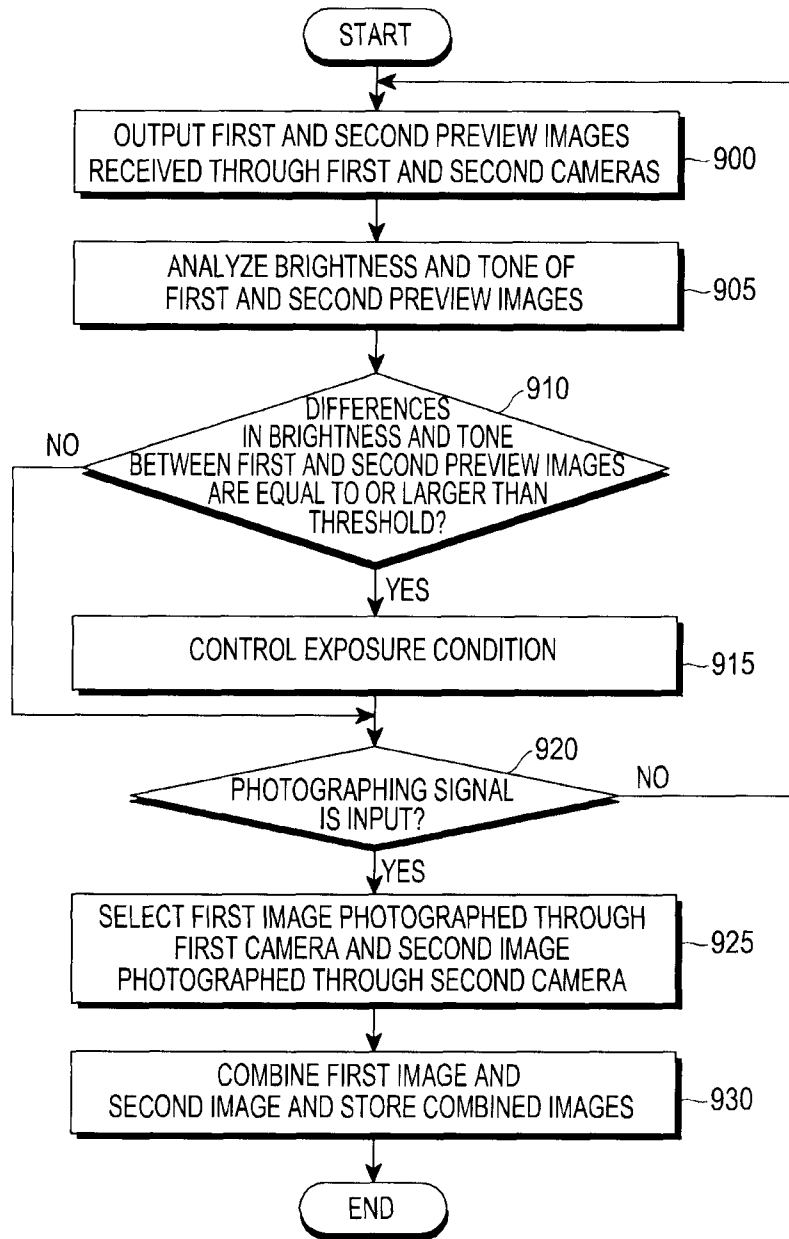 START
OUTPUT FIRST AND SECOND PREVIEW IMAGES
RECEIVED THROUGH FIRST AND SECOND CAMERAS
900
ANALYZE BRIGHTNESS AND TONE OF
FIRST AND SECOND PREVIEW IMAGES
905
910
DIFFERENCES
IN BRIGHTNESS AND TONE
BETWEEN FIRST AND SECOND PREVIEW IMAGES
ARE EQUAL TO OR LARGER THAN
THRESHOLD?
NO
YES
CONTROL EXPOSURE CONDITION
915
920
PHOTOGRAPHING SIGNAL
IS INPUT?
NO
YES
SELECT FIRST IMAGE PHOTOGRAPHED THROUGH
FIRST CAMERA AND SECOND IMAGE
PHOTOGRAPHED THROUGH SECOND CAMERA
925
COMBINE FIRST IMAGE AND
SECOND IMAGE AND STORE COMBINED IMAGES
930
END